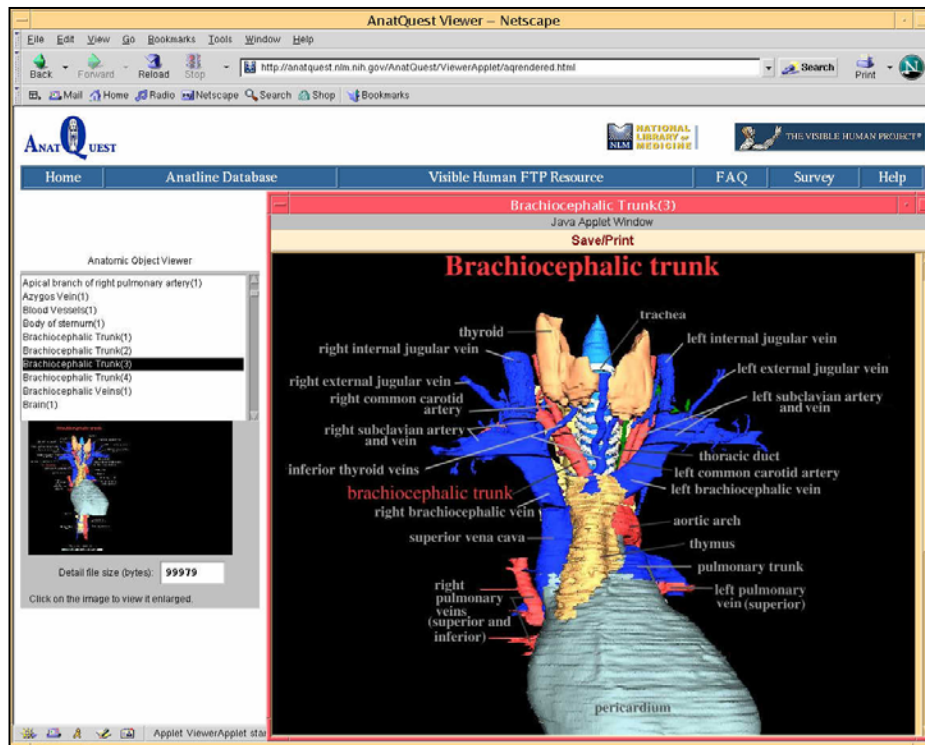 AnatQuest Viewer – Netscape
File Edit View Go Bookmarks Tools Window Help
Back Forward Reload Stop http://anatquest.nlm.nih.gov/AnatQuest/ViewerApplet/aqrendered.html Search Print N
Mail Home Radio Netscape Search Shop Bookmarks
ANATQUEST
NLM NATIONAL LIBRARY OF MEDICINE
THE VISIBLE HUMAN PROJECT®
Home Anatline Database Visible Human FTP Resource FAQ Survey Help
Brachiocephalic Trunk(3)
Java Applet Window
Save/Print
Anatomic Object Viewer
Apical branch of right pulmonary artery(1)
Azygos Vein(1)
Blood Vessels(1)
Body of sternum(1)
Brachiocephalic Trunk(1)
Brachiocephalic Trunk(2)
Brachiocephalic Trunk(3)
Brachiocephalic Trunk(4)
Brachiocephalic Veins(1)
Brain(1)
Detail file size (bytes): 99979
Click on the image to view it enlarged.
Brachiocephalic trunk
trachea
thyroid
right internal jugular vein
left internal jugular vein
right external jugular vein
left external jugular vein
right common carotid
artery
left subclavian artery
and vein
right subclavian artery
and vein
thoracic duct
inferior thyroid veins
left common carotid artery
brachiocephalic trunk
left brachiocephalic vein
right brachiocephalic vein
aortic arch
superior vena cava
thymus
pulmonary trunk
right
pulmonary
veins
(superior and
inferior)
left pulmonary
vein (superior)
pericardium
Applet ViewerApplet star